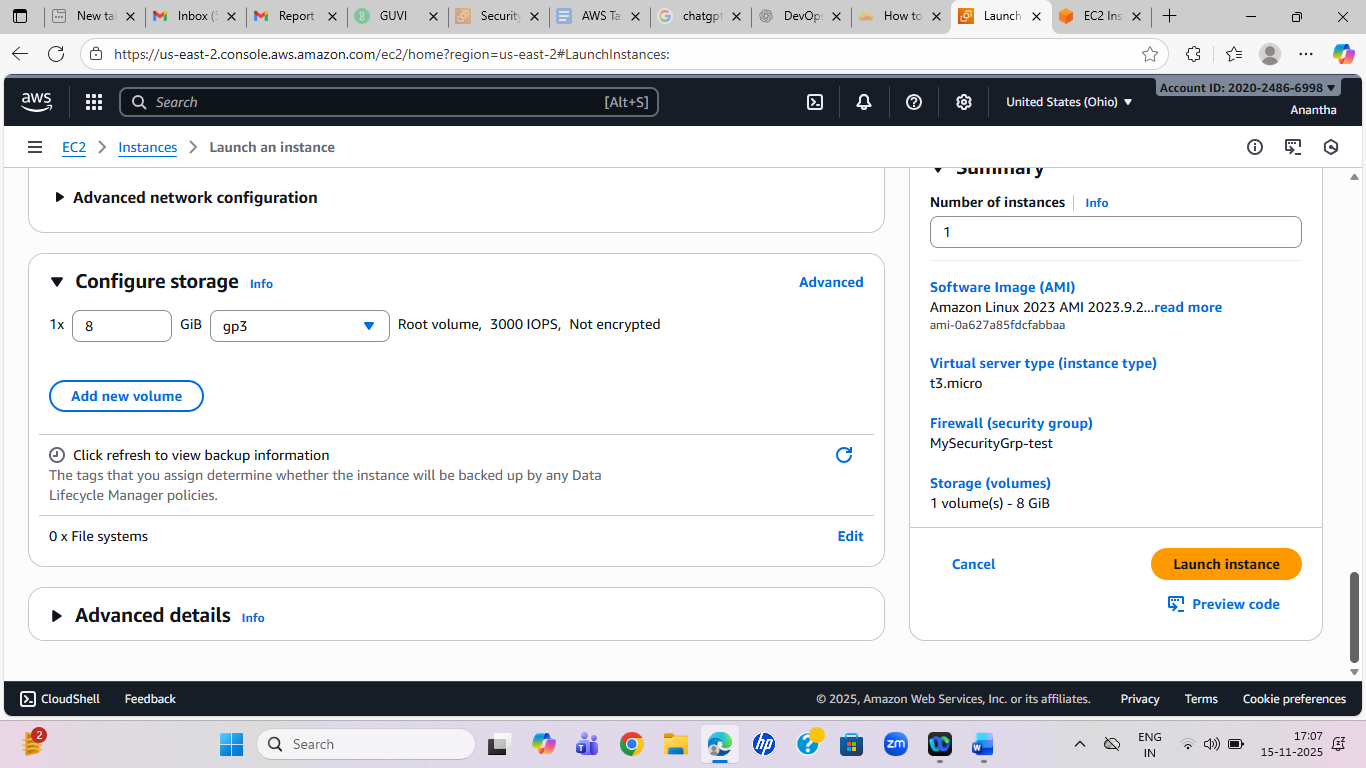 New tal
Inbox (5
Report
GUVI
Security
AWS Ta
chatgpt
DevOps
How to
Launch
EC2 Ins
https://us-east-2.console.aws.amazon.com/ec2/home?region=us-east-2#LaunchInstances:
aws
Search
[Alt+S]
United States (Ohio)
Account ID: 2020-2486-6998
Anantha
EC2
Instances
Launch an instance
Advanced network configuration
Configure storage
Info
Advanced
1x
8
GiB
gp3
Root volume, 3000 IOPS, Not encrypted
Add new volume
Click refresh to view backup information
The tags that you assign determine whether the instance will be backed up by any Data
Lifecycle Manager policies.
0 x File systems
Edit
Advanced details
Info
Summary
Number of instances
Info
1
Software Image (AMI)
Amazon Linux 2023 AMI 2023.9.2...read more
ami-0a627a85fdcfabbaa
Virtual server type (instance type)
t3.micro
Firewall (security group)
MySecurityGrp-test
Storage (volumes)
1 volume(s) - 8 GiB
Cancel
Launch instance
Preview code
CloudShell
Feedback
© 2025, Amazon Web Services, Inc. or its affiliates.
Privacy
Terms
Cookie preferences
2
Search
hp
zm
ENG
IN
17:07
15-11-2025